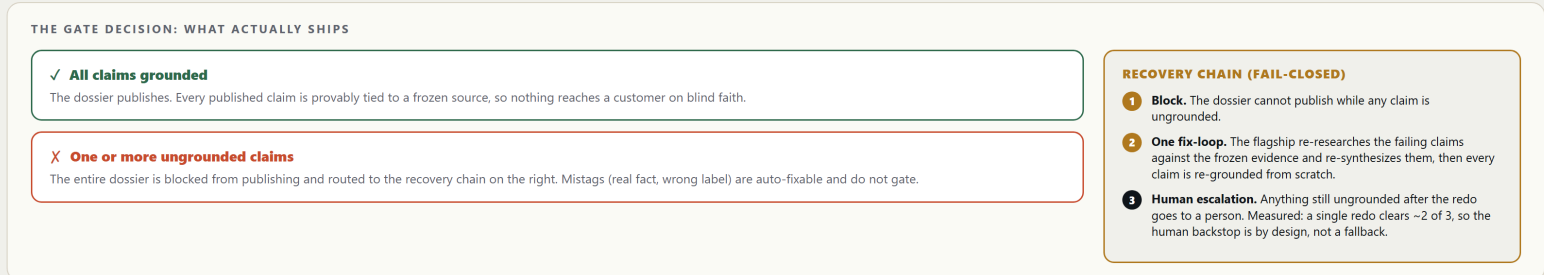 THE GATE DECISION: WHAT ACTUALLY SHIPS
✓ All claims grounded
The dossier publishes. Every published claim is provably tied to a frozen source, so nothing reaches a customer on blind faith.
✗ One or more ungrounded claims
The entire dossier is blocked from publishing and routed to the recovery chain on the right. Mistags (real fact, wrong label) are auto-fixable and do not gate.
RECOVERY CHAIN (FAIL-CLOSED)
1 Block. The dossier cannot publish while any claim is
ungrounded.
2 One fix-loop. The flagship re-researches the failing claims
against the frozen evidence and re-synthesizes them, then every
claim is re-grounded from scratch.
3 Human escalation. Anything still ungrounded after the redo
goes to a person. Measured: a single redo clears ~2 of 3, so the
human backstop is by design, not a fallback.